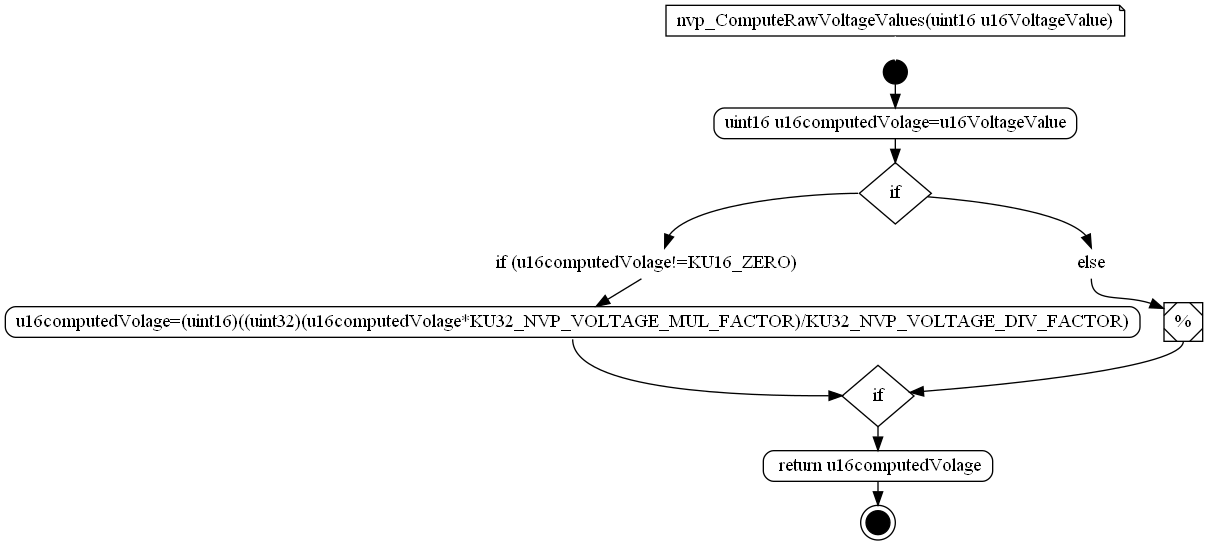 nvp_ComputeRawVoltageValues(uint16 u16VoltageValue)
uint16 u16computedVolage=u16VoltageValue
if
if (u16computedVolage!=KU16_ZERO)
else
u16computedVolage=(uint16)((uint32)(u16computedVolage*KU32_NVP_VOLTAGE_MUL_FACTOR)/KU32_NVP_VOLTAGE_DIV_FACTOR)
%
if
return u16computedVolage